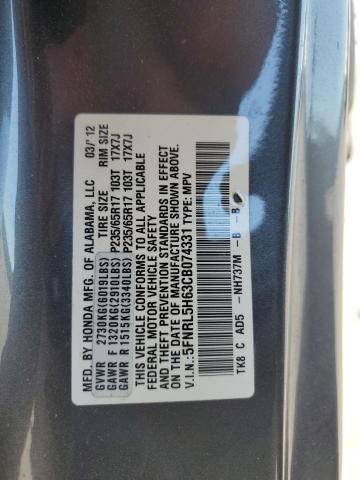 MFD. BY HONDA MFG. OF ALABAMA, LLC 03/'12
GVWR 2730KG(6019LBS) TIRE SIZE RIM SIZE
GAWR F 1320KG(2910LBS) P235/65R17 103T 17X7J
GAWR R 1515KG(3340LBS) P235/65R17 103T 17X7J
THIS VEHICLE CONFORMS TO ALL APPLICABLE
FEDERAL MOTOR VEHICLE SAFETY
AND THEFT PREVENTION STANDARDS IN EFFECT
ON THE DATE OF MANUFACTURE SHOWN ABOVE.
V.I.N:5FNRL5H63CB074331 TYPE: MPV
TK8 C AD5 -NH737M -B -B